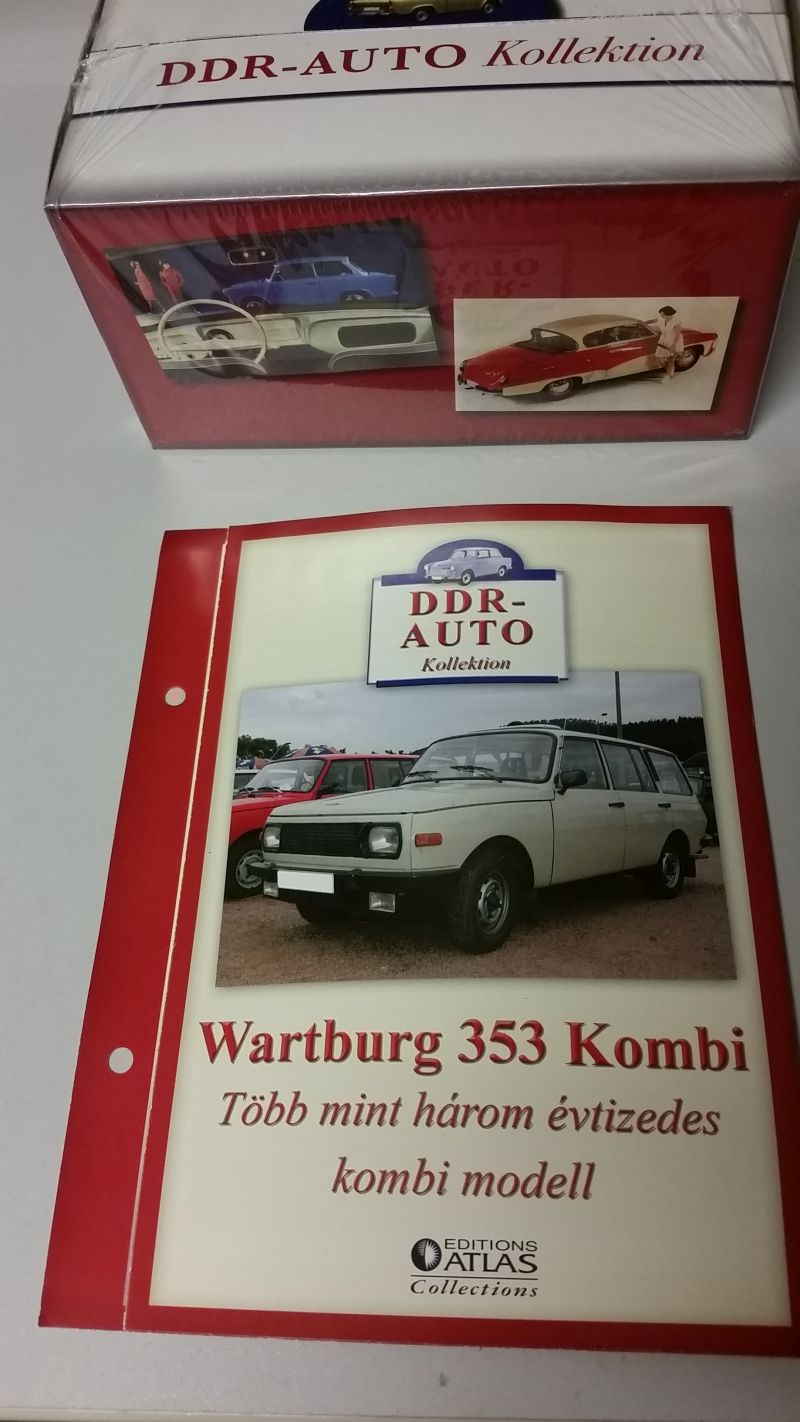 DDR-AUTO Kollektion
DDR-
AUTO
Kollektion
Wartburg 353 Kombi
Több mint három évtizedes
kombi modell
EDITIONS
ATLAS
Collections